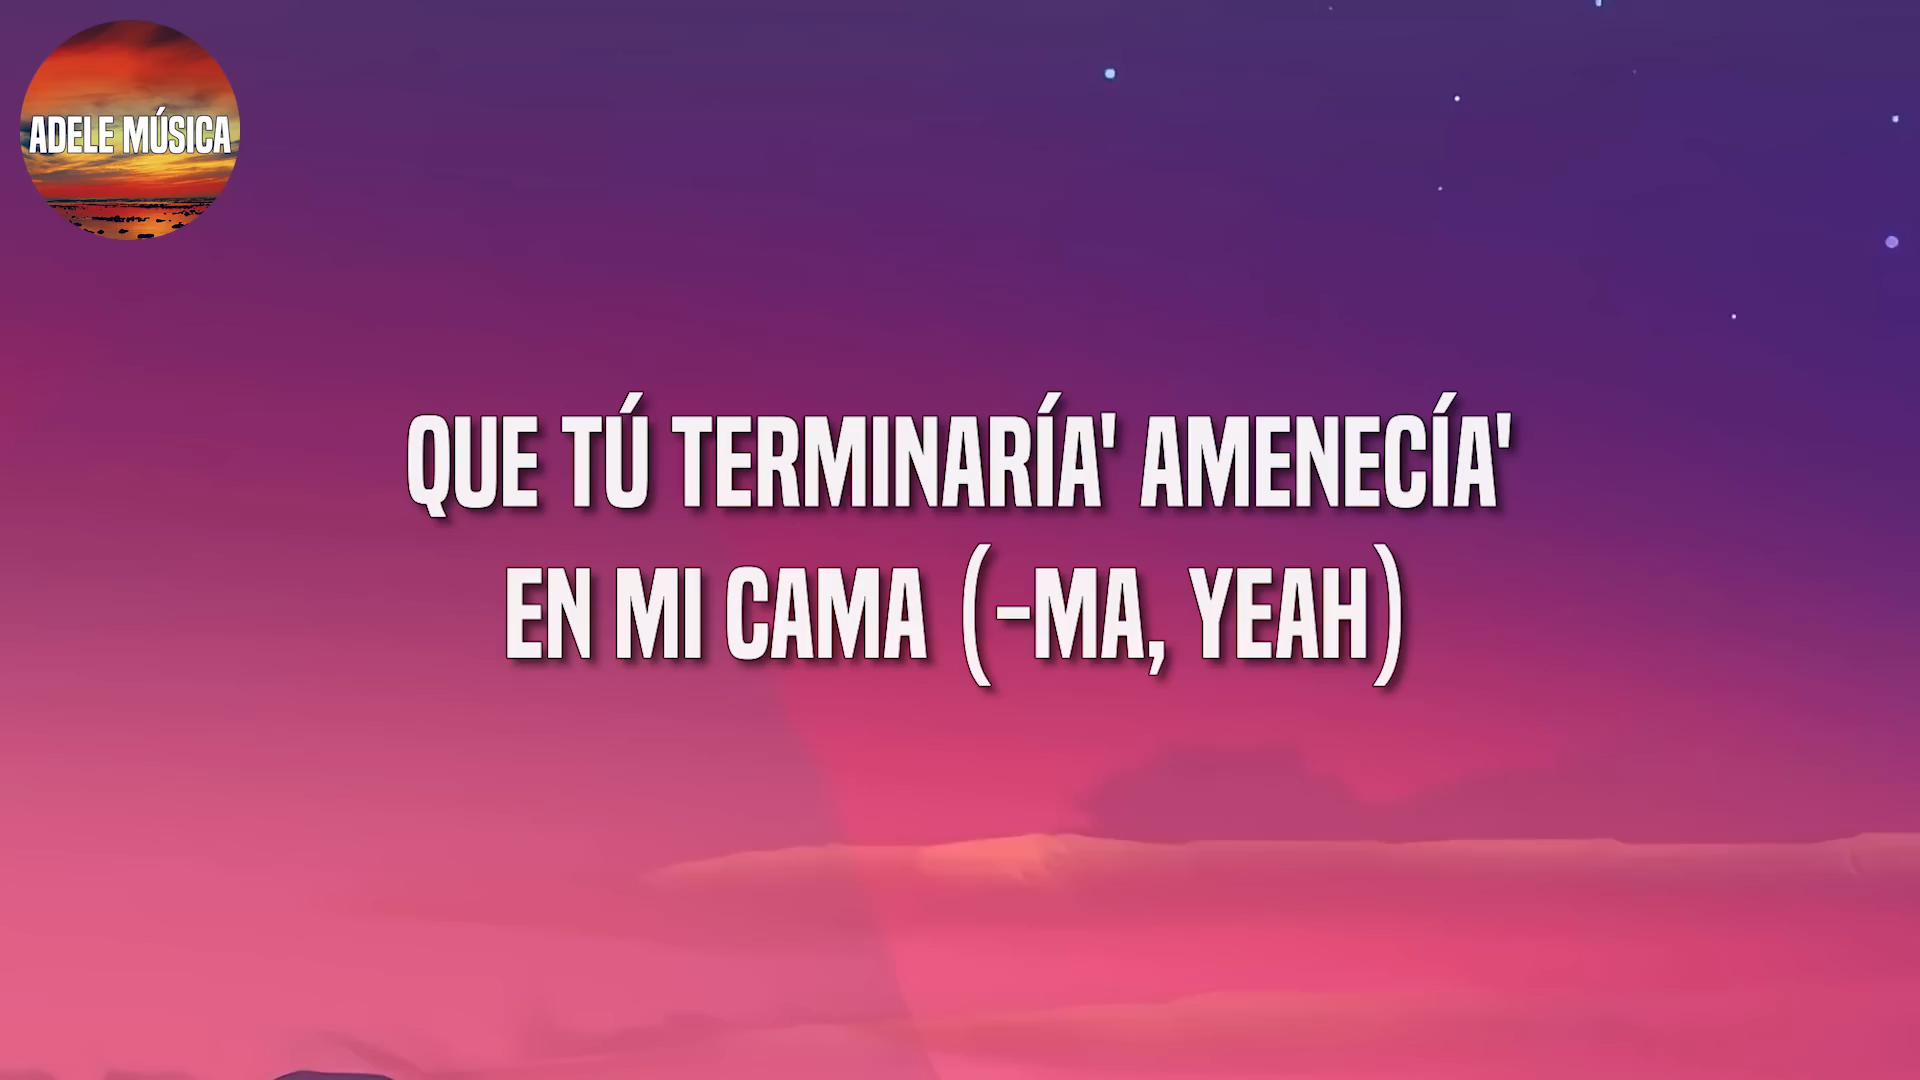 ADELE MÚSICA
QUE TÚ TERMINARÍA' AMENECÍA'
EN MI CAMA (-MA, YEAH)